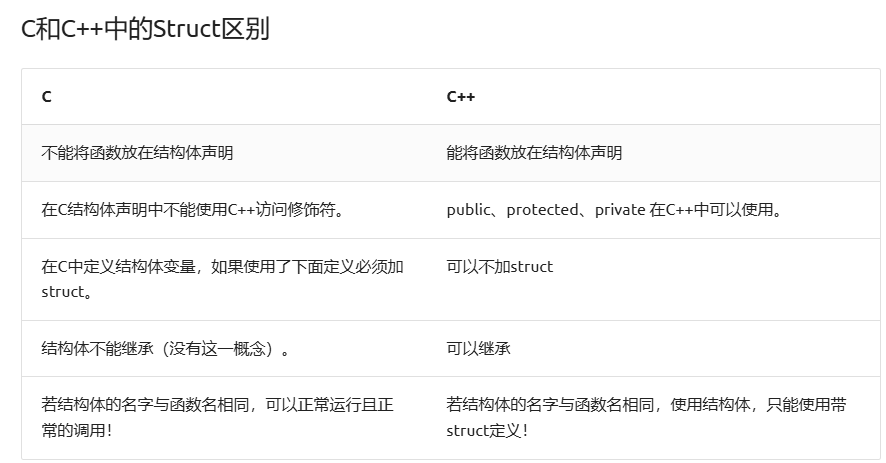 C和C++中的Struct区别
C C++
不能将函数放在结构体声明 能将函数放在结构体声明
在C结构体声明中不能使用C++访问修饰符。 public、protected、private 在C++中可以使用。
在C中定义结构体变量，如果使用了下面定义必须加 可以不加struct
struct。
结构体不能继承（没有这一概念）。 可以继承
若结构体的名字与函数名相同，可以正常运行且正 若结构体的名字与函数名相同，使用结构体，只能使用带
常的调用！ struct定义！